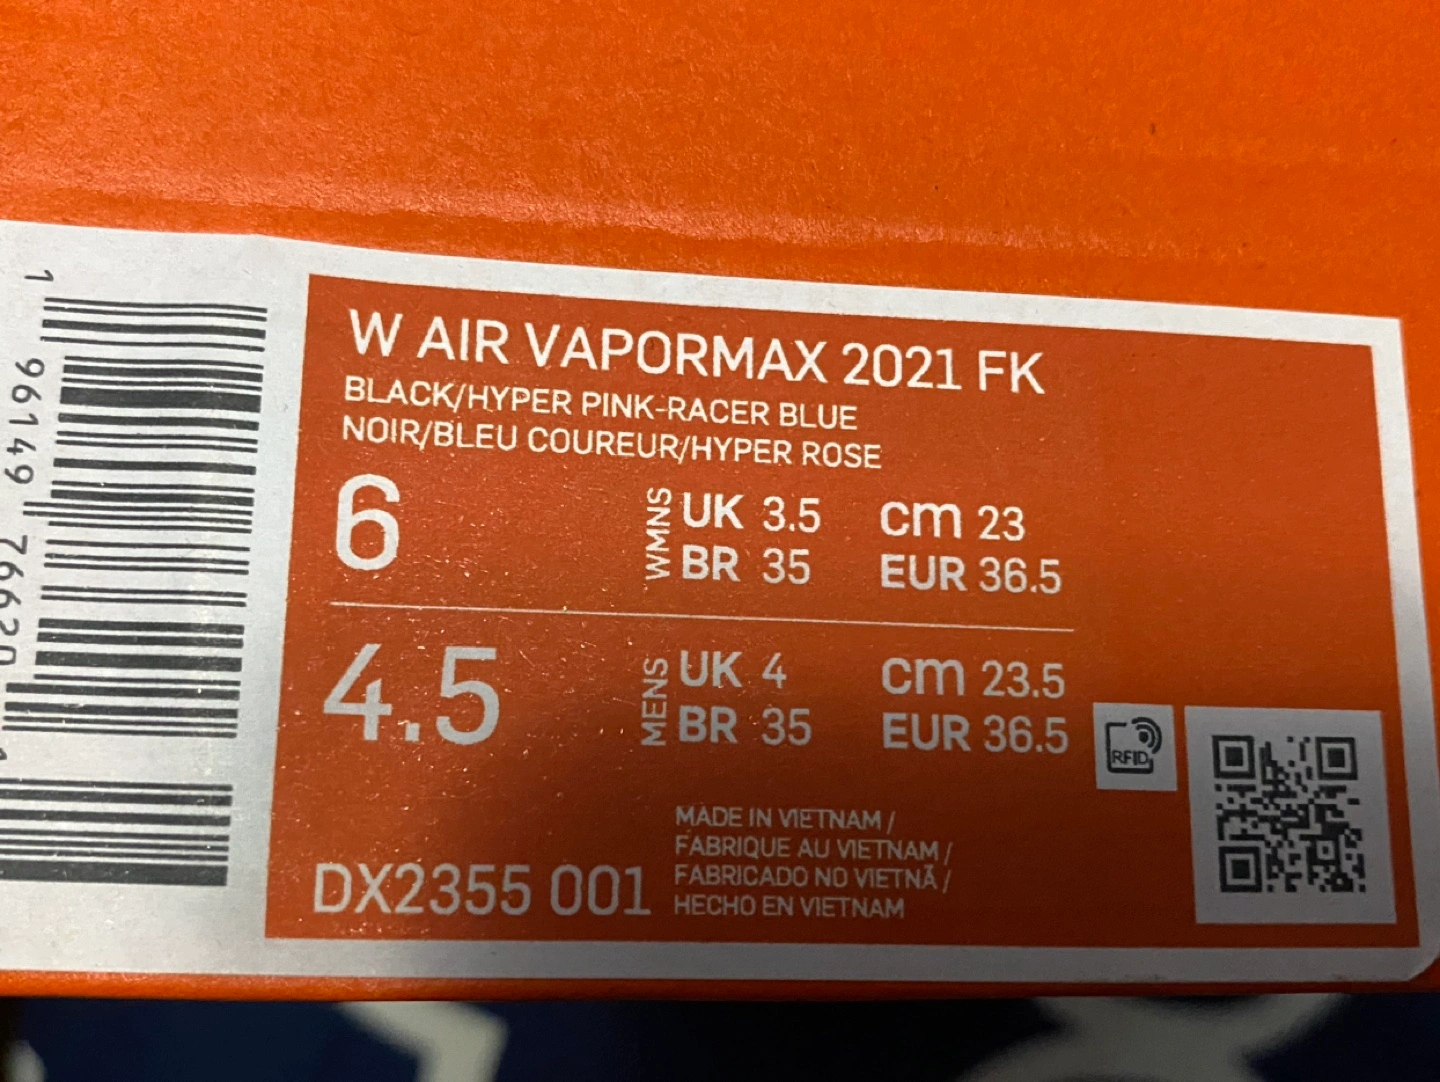 1 96149 76620 1
W AIR VAPORMAX 2021 FK
BLACK/HYPER PINK-RACER BLUE
NOIR/BLEU COUREUR/HYPER ROSE
6
WMNS
UK 3.5 cm 23
BR 35 EUR 36.5
4.5
MENS
UK 4 cm 23.5
BR 35 EUR 36.5
RFID
MADE IN VIETNAM /
FABRIQUE AU VIETNAM /
FABRICADO NO VIETNÃ /
HECHO EN VIETNAM
DX2355 001